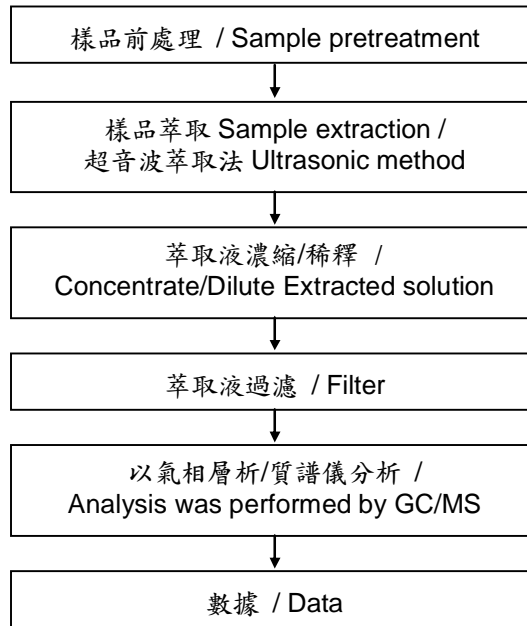 樣品前處理 / Sample pretreatment
樣品萃取 Sample extraction /
超音波萃取法 Ultrasonic method
萃取液濃縮/稀釋 /
Concentrate/Dilute Extracted solution
萃取液過濾 / Filter
以氣相層析/質譜儀分析 /
Analysis was performed by GC/MS
數據 / Data